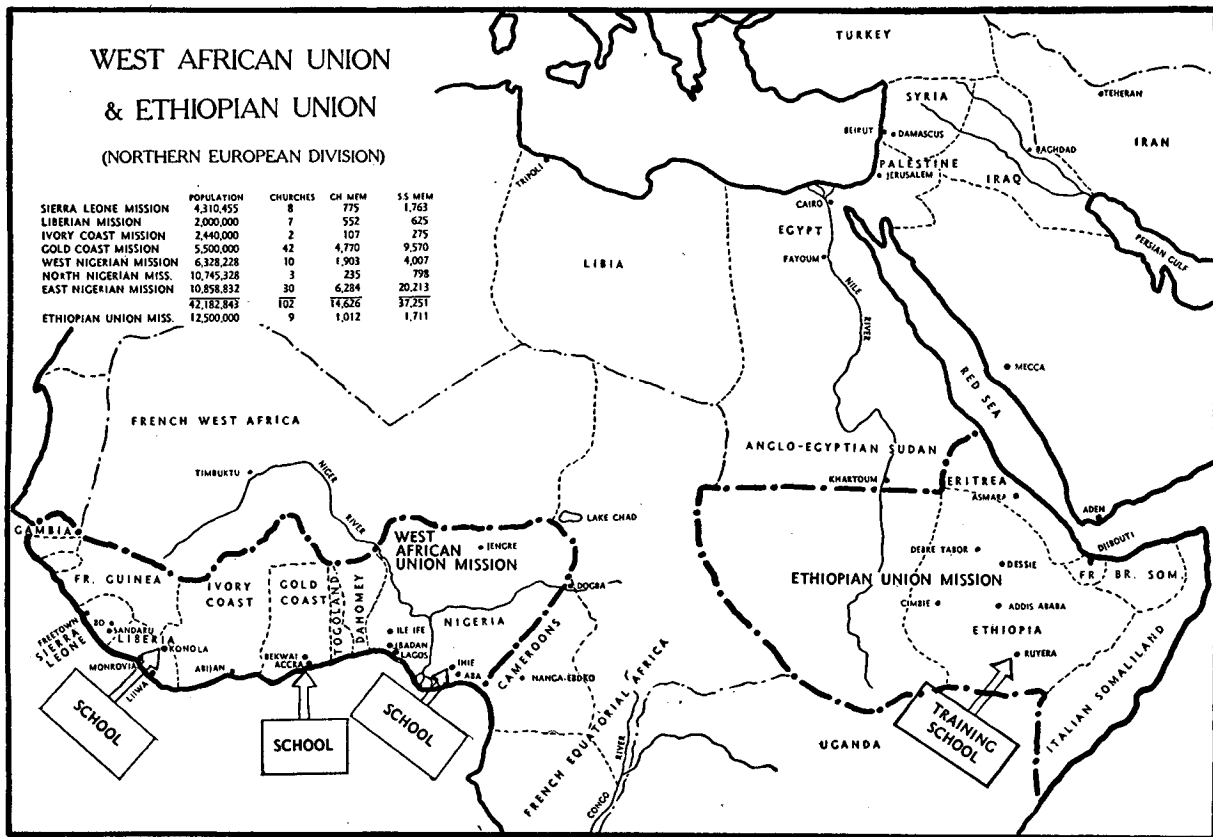 WEST AFRICAN UNION
& ETHIOPIAN UNION
(NORTHERN EUROPEAN DIVISION)
POPULATION CHURCHES CH MEM SS MEM
SIERRA LEONE MISSION 4,310,455 8 775 1,763
LIBERIAN MISSION 2,000,000 7 552 625
IVORY COAST MISSION 2,440,000 2 107 275
GOLD COAST MISSION 5,500,000 42 4,770 9,570
WEST NIGERIAN MISSION 6,328,228 10 1,903 4,007
NORTH NIGERIAN MISS. 10,745,328 3 235 798
EAST NIGERIAN MISSION 10,858,832 30 6,284 20,213
42,182,843 102 14,626 37,251
ETHIOPIAN UNION MISS. 12,500,000 9 1,012 1,711
TURKEY
SYRIA
TEHERAN
BEIRUT
DAMASCUS
BAGHDAD
IRAN
PALESTINE
JERUSALEM
IRAQ
TRIPOLI
CAIRO
EGYPT
FAYOUM
PERSIAN GULF
LIBIA
NILE
RIVER
MECCA
RED SEA
FRENCH WEST AFRICA
TIMBUKTU
NIGER
RIVER
ANGLO-EGYPTIAN SUDAN
KHARTOUM
ERITREA
ASMARA
ADEN
DJIBOUTI
GAMBIA
LAKE CHAD
WEST
AFRICAN
UNION MISSION
JENGRE
DEBRE TABOR
DESSIE
FR. GUINEA
IVORY
COAST
GOLD
COAST
TOGOLAND
DAHOMEY
DOGBA
ETHIOPIAN UNION MISSION
FR.
BR. SOM.
GIMBIE
ADDIS ABABA
FREETOWN
SIERRA
LEONE
BO
SANDARU
LIBERIA
KONOLA
MONROVIA
LIIWA
ABIJAN
BEKWAI
ACCRA
ILE IFE
IBADAN
LAGOS
NIGERIA
IHIE
ABA
CAMEROONS
NANGA-EBOKO
ETHIOPIA
RUYERA
ITALIAN SOMALILAND
FRENCH EQUATORIAL AFRICA
CONGO
RIVER
UGANDA
SCHOOL
SCHOOL
SCHOOL
TRAINING
SCHOOL